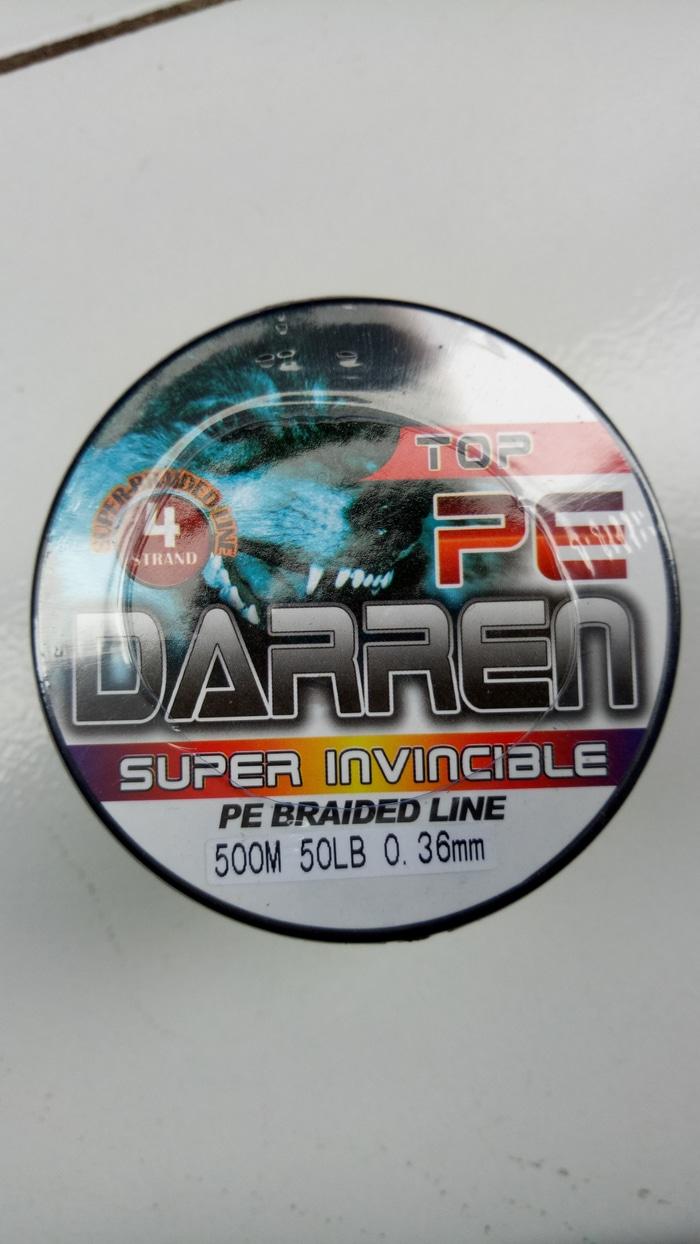 TOP
PE
SUPER BRAIDED LINE
4
STRAND
DARREN
SUPER INVINCIBLE
PE BRAIDED LINE
500M 50LB 0.36mm